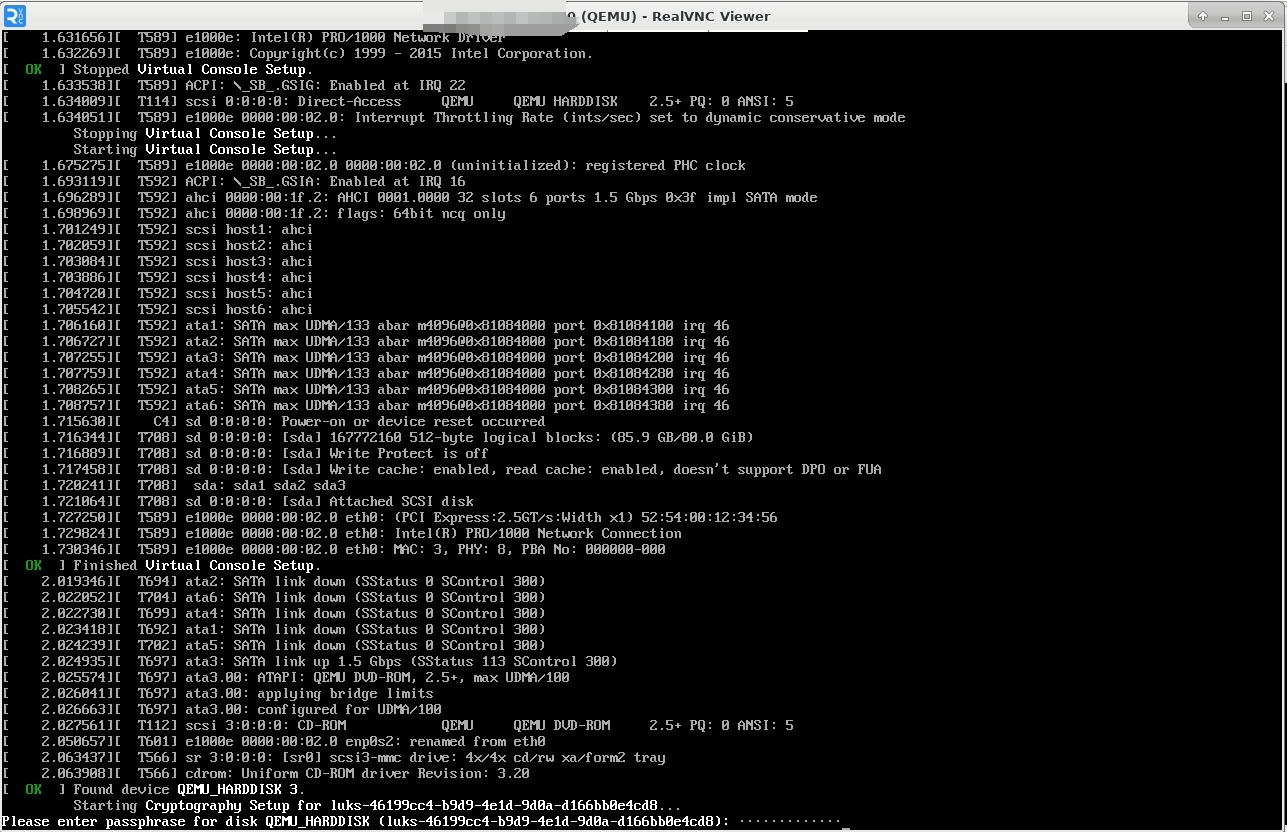 0 (QEMU) - RealVNC Viewer
[    1.631656][  T589] e1000e: Intel(R) PRO/1000 Network Driver
[    1.632269][  T589] e1000e: Copyright(c) 1999 - 2015 Intel Corporation.
[  OK  ] Stopped Virtual Console Setup.
[    1.633538][  T589] ACPI: \_SB_.GSIG: Enabled at IRQ 22
[    1.634009][  T114] scsi 0:0:0:0: Direct-Access     QEMU     QEMU HARDDISK    2.5+ PQ: 0 ANSI: 5
[    1.634051][  T589] e1000e 0000:00:02.0: Interrupt Throttling Rate (ints/sec) set to dynamic conservative mode
Stopping Virtual Console Setup...
Starting Virtual Console Setup...
[    1.675275][  T589] e1000e 0000:00:02.0 0000:00:02.0 (uninitialized): registered PHC clock
[    1.693119][  T592] ACPI: \_SB_.GSIA: Enabled at IRQ 16
[    1.696289][  T592] ahci 0000:00:1f.2: AHCI 0001.0000 32 slots 6 ports 1.5 Gbps 0x3f impl SATA mode
[    1.698969][  T592] ahci 0000:00:1f.2: flags: 64bit ncq only
[    1.701249][  T592] scsi host1: ahci
[    1.702059][  T592] scsi host2: ahci
[    1.703084][  T592] scsi host3: ahci
[    1.703886][  T592] scsi host4: ahci
[    1.704720][  T592] scsi host5: ahci
[    1.705542][  T592] scsi host6: ahci
[    1.706160][  T592] ata1: SATA max UDMA/133 abar m4096@0x81084000 port 0x81084100 irq 46
[    1.706727][  T592] ata2: SATA max UDMA/133 abar m4096@0x81084000 port 0x81084180 irq 46
[    1.707255][  T592] ata3: SATA max UDMA/133 abar m4096@0x81084000 port 0x81084200 irq 46
[    1.707759][  T592] ata4: SATA max UDMA/133 abar m4096@0x81084000 port 0x81084280 irq 46
[    1.708265][  T592] ata5: SATA max UDMA/133 abar m4096@0x81084000 port 0x81084300 irq 46
[    1.708757][  T592] ata6: SATA max UDMA/133 abar m4096@0x81084000 port 0x81084380 irq 46
[    1.715630][    C4] sd 0:0:0:0: Power-on or device reset occurred
[    1.716344][  T708] sd 0:0:0:0: [sda] 167772160 512-byte logical blocks: (85.9 GB/80.0 GiB)
[    1.716889][  T708] sd 0:0:0:0: [sda] Write Protect is off
[    1.717458][  T708] sd 0:0:0:0: [sda] Write cache: enabled, read cache: enabled, doesn't support DPO or FUA
[    1.720241][  T708]  sda: sda1 sda2 sda3
[    1.721064][  T708] sd 0:0:0:0: [sda] Attached SCSI disk
[    1.727250][  T589] e1000e 0000:00:02.0 eth0: (PCI Express:2.5GT/s:Width x1) 52:54:00:12:34:56
[    1.729824][  T589] e1000e 0000:00:02.0 eth0: Intel(R) PRO/1000 Network Connection
[    1.730346][  T589] e1000e 0000:00:02.0 eth0: MAC: 3, PHY: 8, PBA No: 000000-000
[  OK  ] Finished Virtual Console Setup.
[    2.019346][  T694] ata2: SATA link down (SStatus 0 SControl 300)
[    2.022052][  T704] ata6: SATA link down (SStatus 0 SControl 300)
[    2.022730][  T699] ata4: SATA link down (SStatus 0 SControl 300)
[    2.023418][  T692] ata1: SATA link down (SStatus 0 SControl 300)
[    2.024239][  T702] ata5: SATA link down (SStatus 0 SControl 300)
[    2.024935][  T697] ata3: SATA link up 1.5 Gbps (SStatus 113 SControl 300)
[    2.025574][  T697] ata3.00: ATAPI: QEMU DVD-ROM, 2.5+, max UDMA/100
[    2.026041][  T697] ata3.00: applying bridge limits
[    2.026663][  T697] ata3.00: configured for UDMA/100
[    2.027561][  T112] scsi 3:0:0:0: CD-ROM            QEMU     QEMU DVD-ROM     2.5+ PQ: 0 ANSI: 5
[    2.050657][  T601] e1000e 0000:00:02.0 enp0s2: renamed from eth0
[    2.063437][  T566] sr 3:0:0:0: [sr0] scsi3-mmc drive: 4x/4x cd/rw xa/form2 tray
[    2.063908][  T566] cdrom: Uniform CD-ROM driver Revision: 3.20
[  OK  ] Found device QEMU_HARDDISK 3.
Starting Cryptography Setup for luks-46199cc4-b9d9-4e1d-9d0a-d166bb0e4cd8...
Please enter passphrase for disk QEMU_HARDDISK (luks-46199cc4-b9d9-4e1d-9d0a-d166bb0e4cd8): ·············_